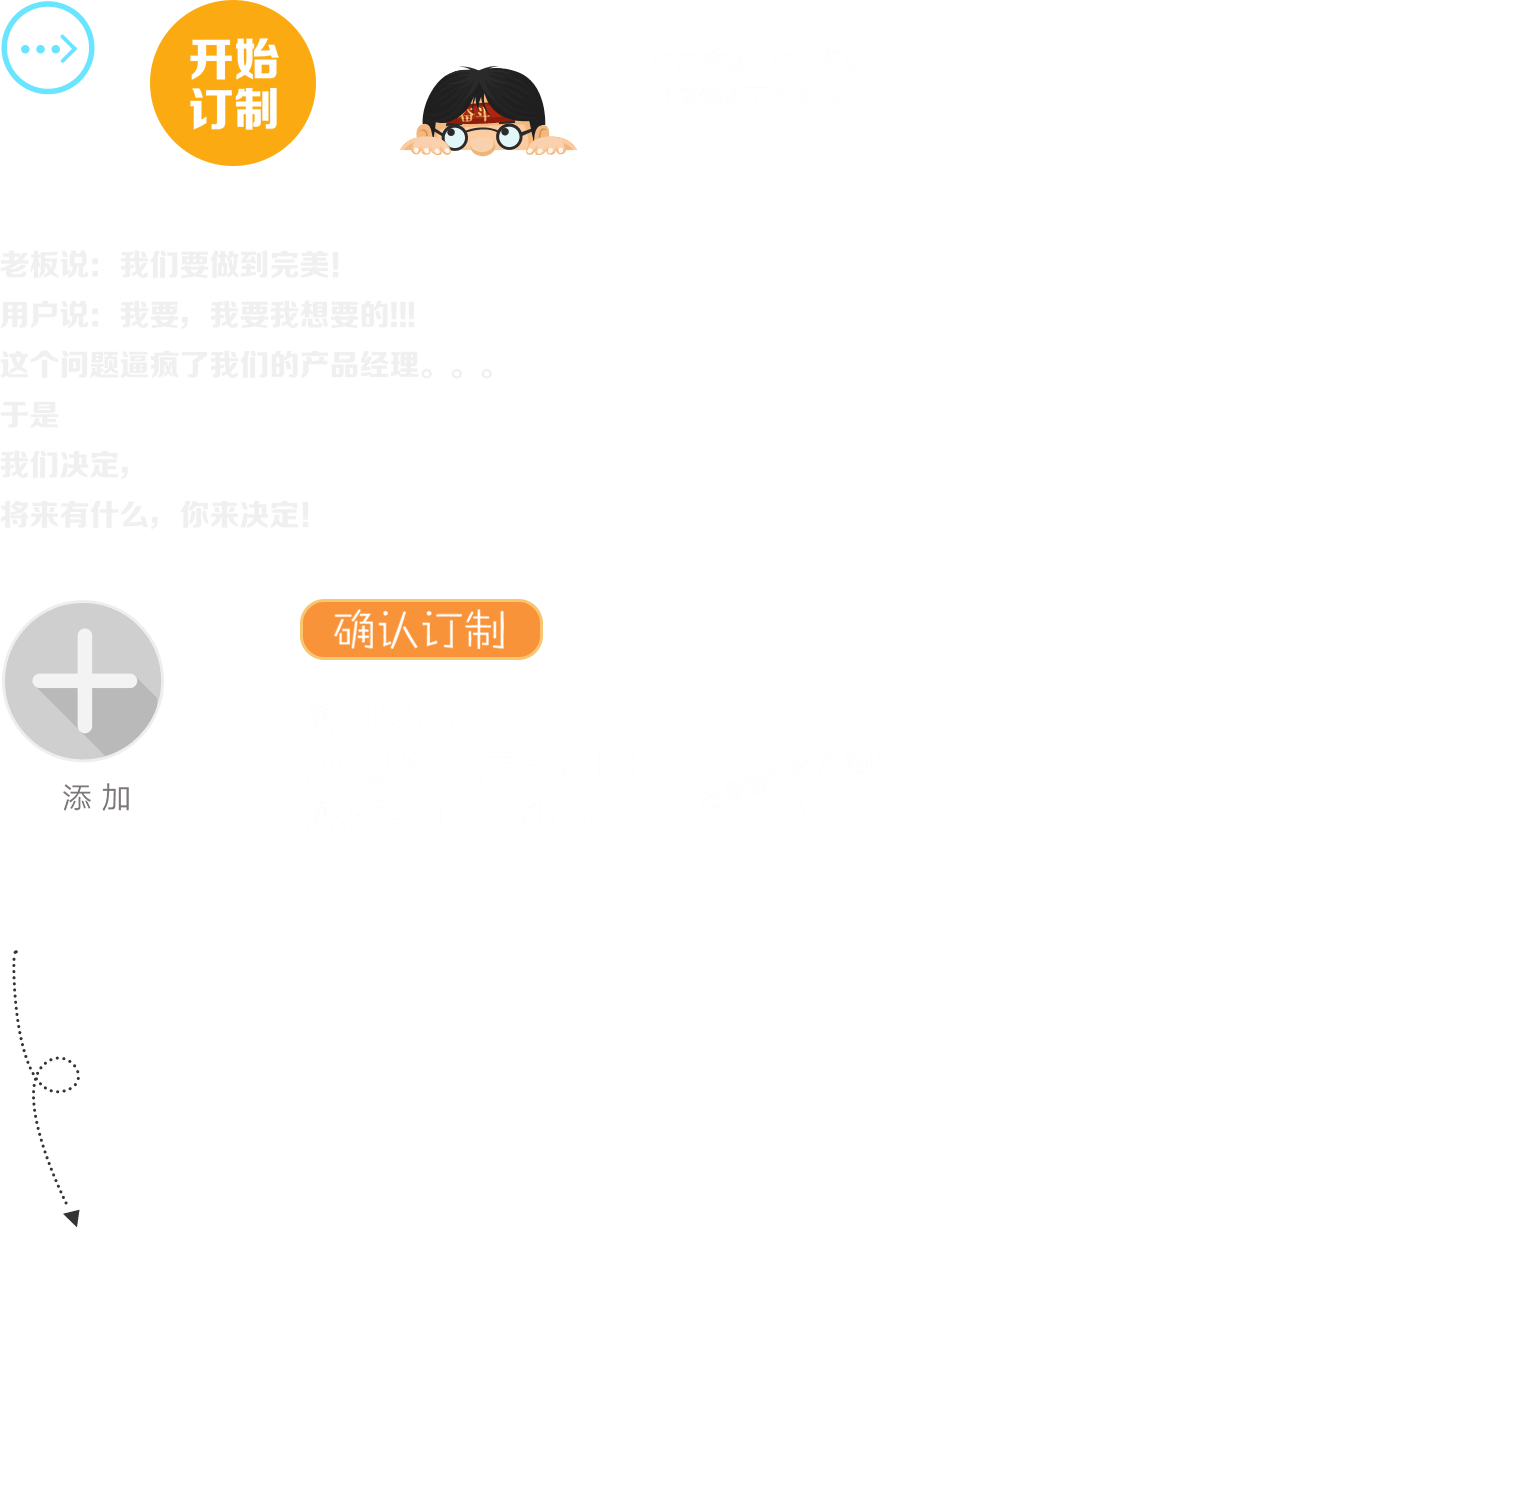 开始
订制
奋斗
老板说：我们要做到完美！
用户说：我要，我要我想要的!!!
这个问题逼疯了我们的产品经理。。。
于是
我们决定，
将来有什么，你来决定！
确认订制
添加